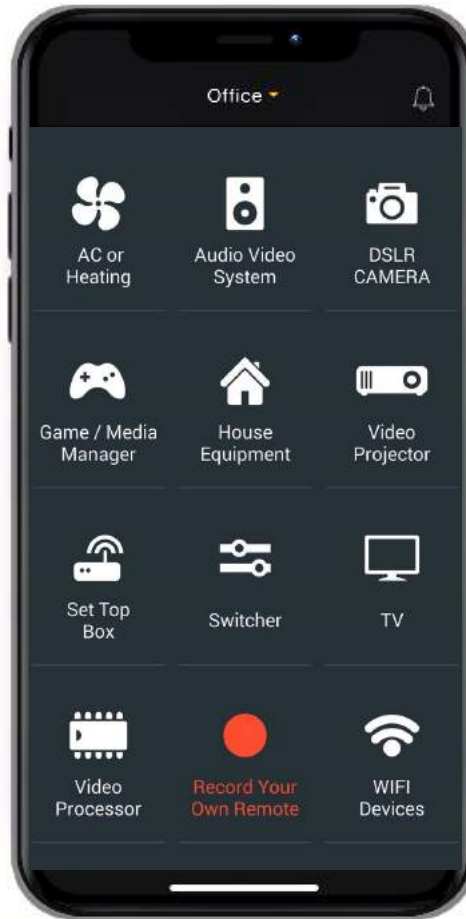 Office
AC or
Heating
Audio Video
System
DSLR
CAMERA
Game / Media
Manager
House
Equipment
Video
Projector
Set Top
Box
Switcher
TV
Video
Processor
Record Your
Own Remote
WIFI
Devices